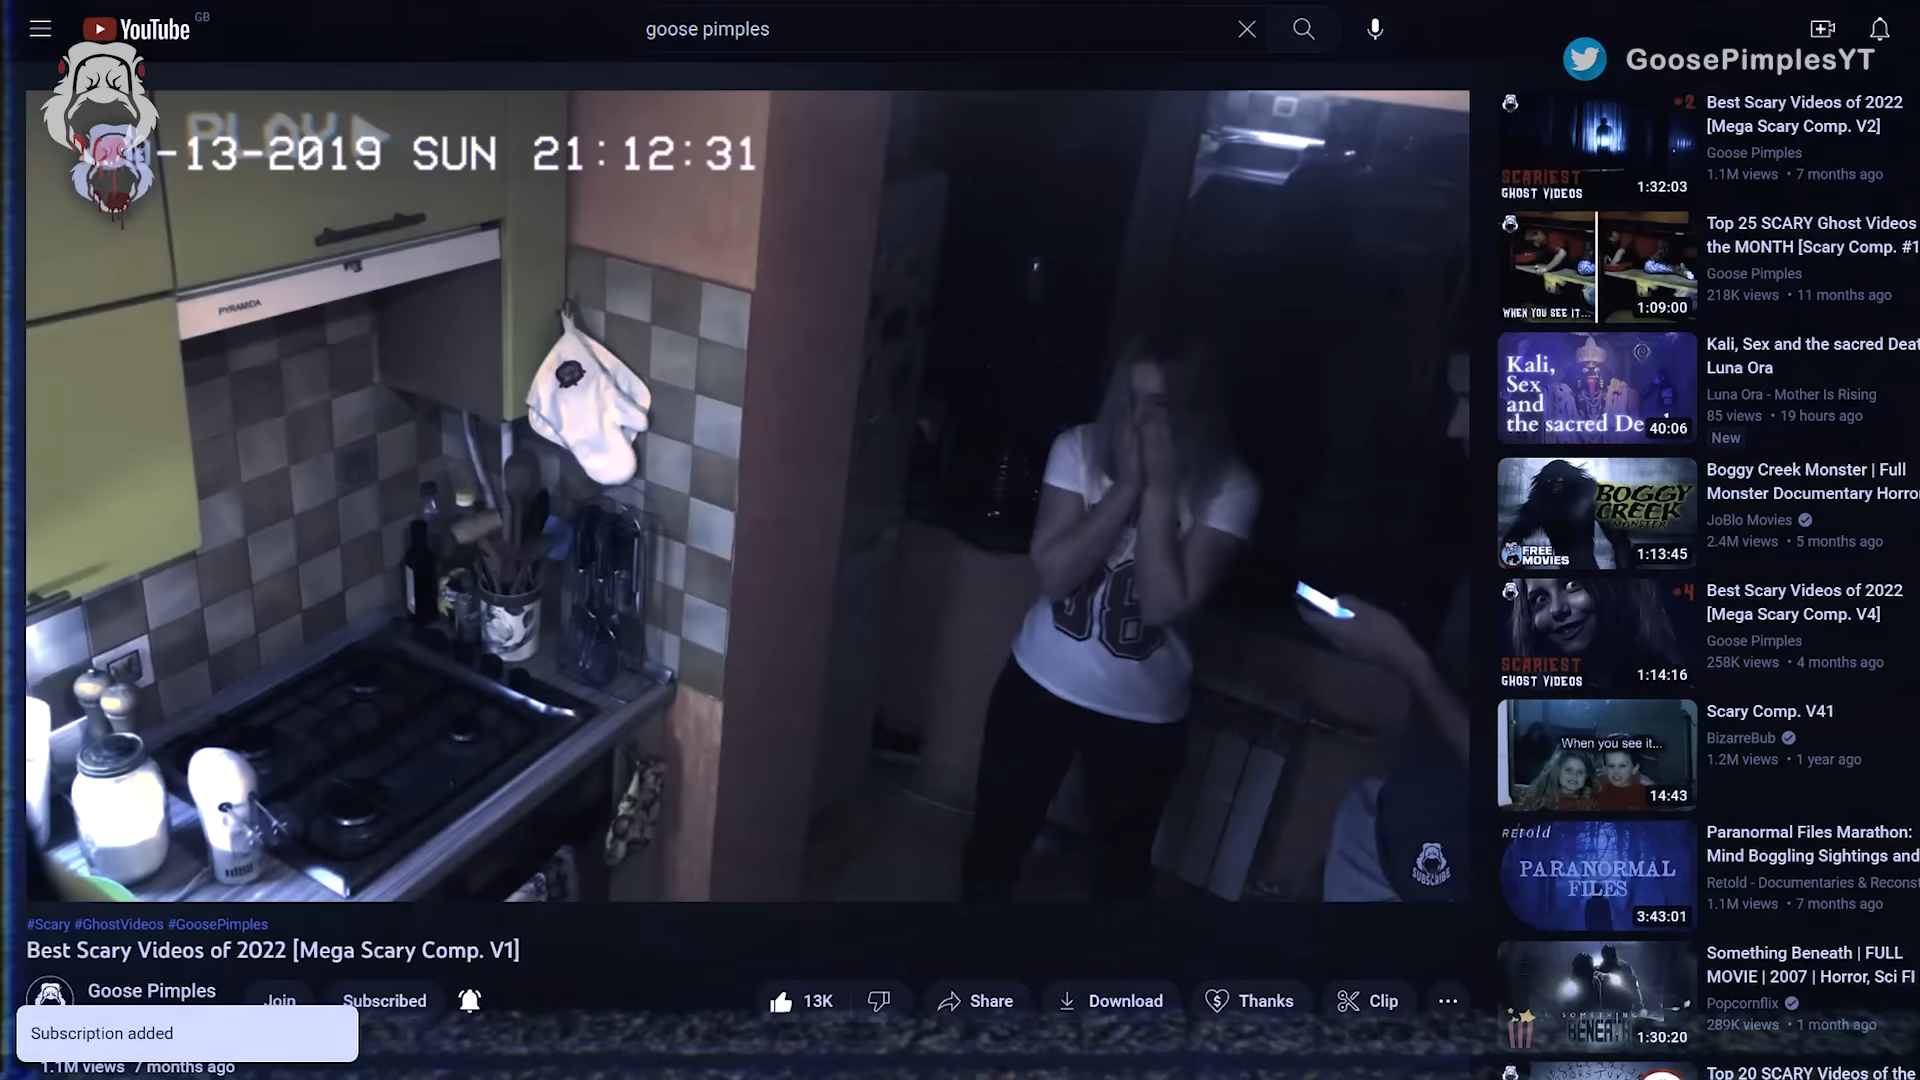 YouTube
GB
goose pimples
GoosePimplesYT
PLAY
-13-2019 SUN 21:12:31
PYRAMIDA
SUBSCRIBE
#Scary #GhostVideos #GoosePimples
Best Scary Videos of 2022 [Mega Scary Comp. V1]
Goose Pimples
Join
Subscribed
13K
Share
Download
Thanks
Clip
Subscription added
1.1M views 7 months ago
SCARIEST
GHOST VIDEOS
1:32:03
Best Scary Videos of 2022
[Mega Scary Comp. V2]
Goose Pimples
1.1M views • 7 months ago
WHEN YOU SEE IT...
1:09:00
Top 25 SCARY Ghost Videos
the MONTH [Scary Comp. #1
Goose Pimples
218K views • 11 months ago
Kali,
Sex
and
the sacred De
40:06
Kali, Sex and the sacred Deat
Luna Ora
Luna Ora - Mother Is Rising
85 views • 19 hours ago
New
BOGGY
CREEK
MONSTER
FREE
MOVIES
1:13:45
Boggy Creek Monster | Full
Monster Documentary Horro
JoBlo Movies
2.4M views • 5 months ago
SCARIEST
GHOST VIDEOS
1:14:16
Best Scary Videos of 2022
[Mega Scary Comp. V4]
Goose Pimples
258K views • 4 months ago
When you see it...
14:43
Scary Comp. V41
BizarreBub
1.2M views • 1 year ago
Retold
PARANORMAL
FILES
3:43:01
Paranormal Files Marathon:
Mind Boggling Sightings and
Retold - Documentaries & Reconst
1.1M views • 7 months ago
SOMETHING
BENEATH
1:30:20
Something Beneath | FULL
MOVIE | 2007 | Horror, Sci FI
Popcornflix
289K views • 1 month ago
Top 20 SCARY Videos of the